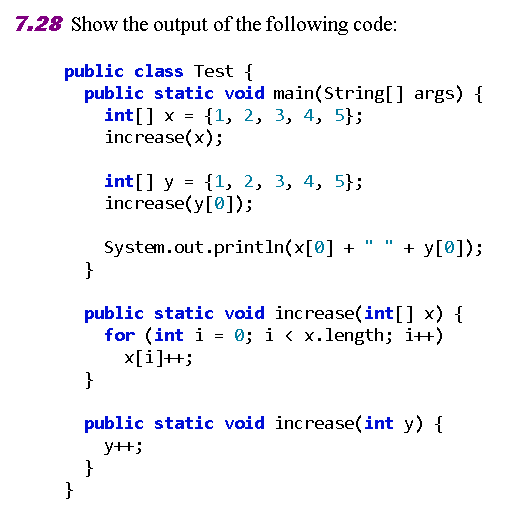 7.28 Show the output of the following code:
public class Test {
public static void main(String[] args) {
int[] x = {1, 2, 3, 4, 5};
increase(x);
int[] y = {1, 2, 3, 4, 5};
increase(y[0]);
System.out.println(x[0] + " " + y[0]);
}
public static void increase(int[] x) {
for (int i = 0; i < x.length; i++)
x[i]++;
}
public static void increase(int y) {
y++;
}
}